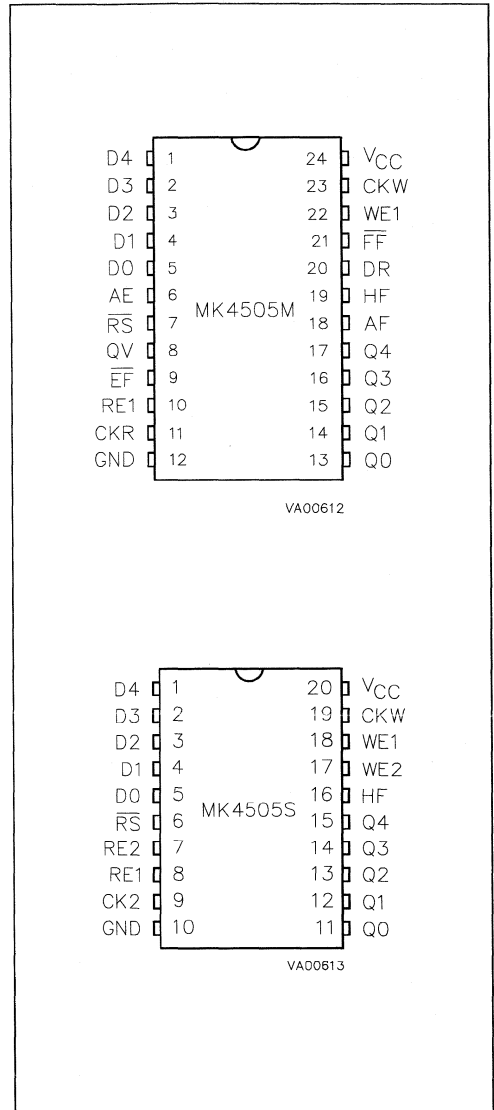 D4 1 24 VCC
D3 2 23 CKW
D2 3 22 WE1
D1 4 21 F̅F̅
D0 5 20 DR
AE 6 19 HF
MK4505M
R̅S̅ 7 18 AF
QV 8 17 Q4
E̅F̅ 9 16 Q3
RE1 10 15 Q2
CKR 11 14 Q1
GND 12 13 Q0
VA00612
D4 1 20 VCC
D3 2 19 CKW
D2 3 18 WE1
D1 4 17 WE2
D0 5 16 HF
MK4505S
R̅S̅ 6 15 Q4
RE2 7 14 Q3
RE1 8 13 Q2
CK2 9 12 Q1
GND 10 11 Q0
VA00613